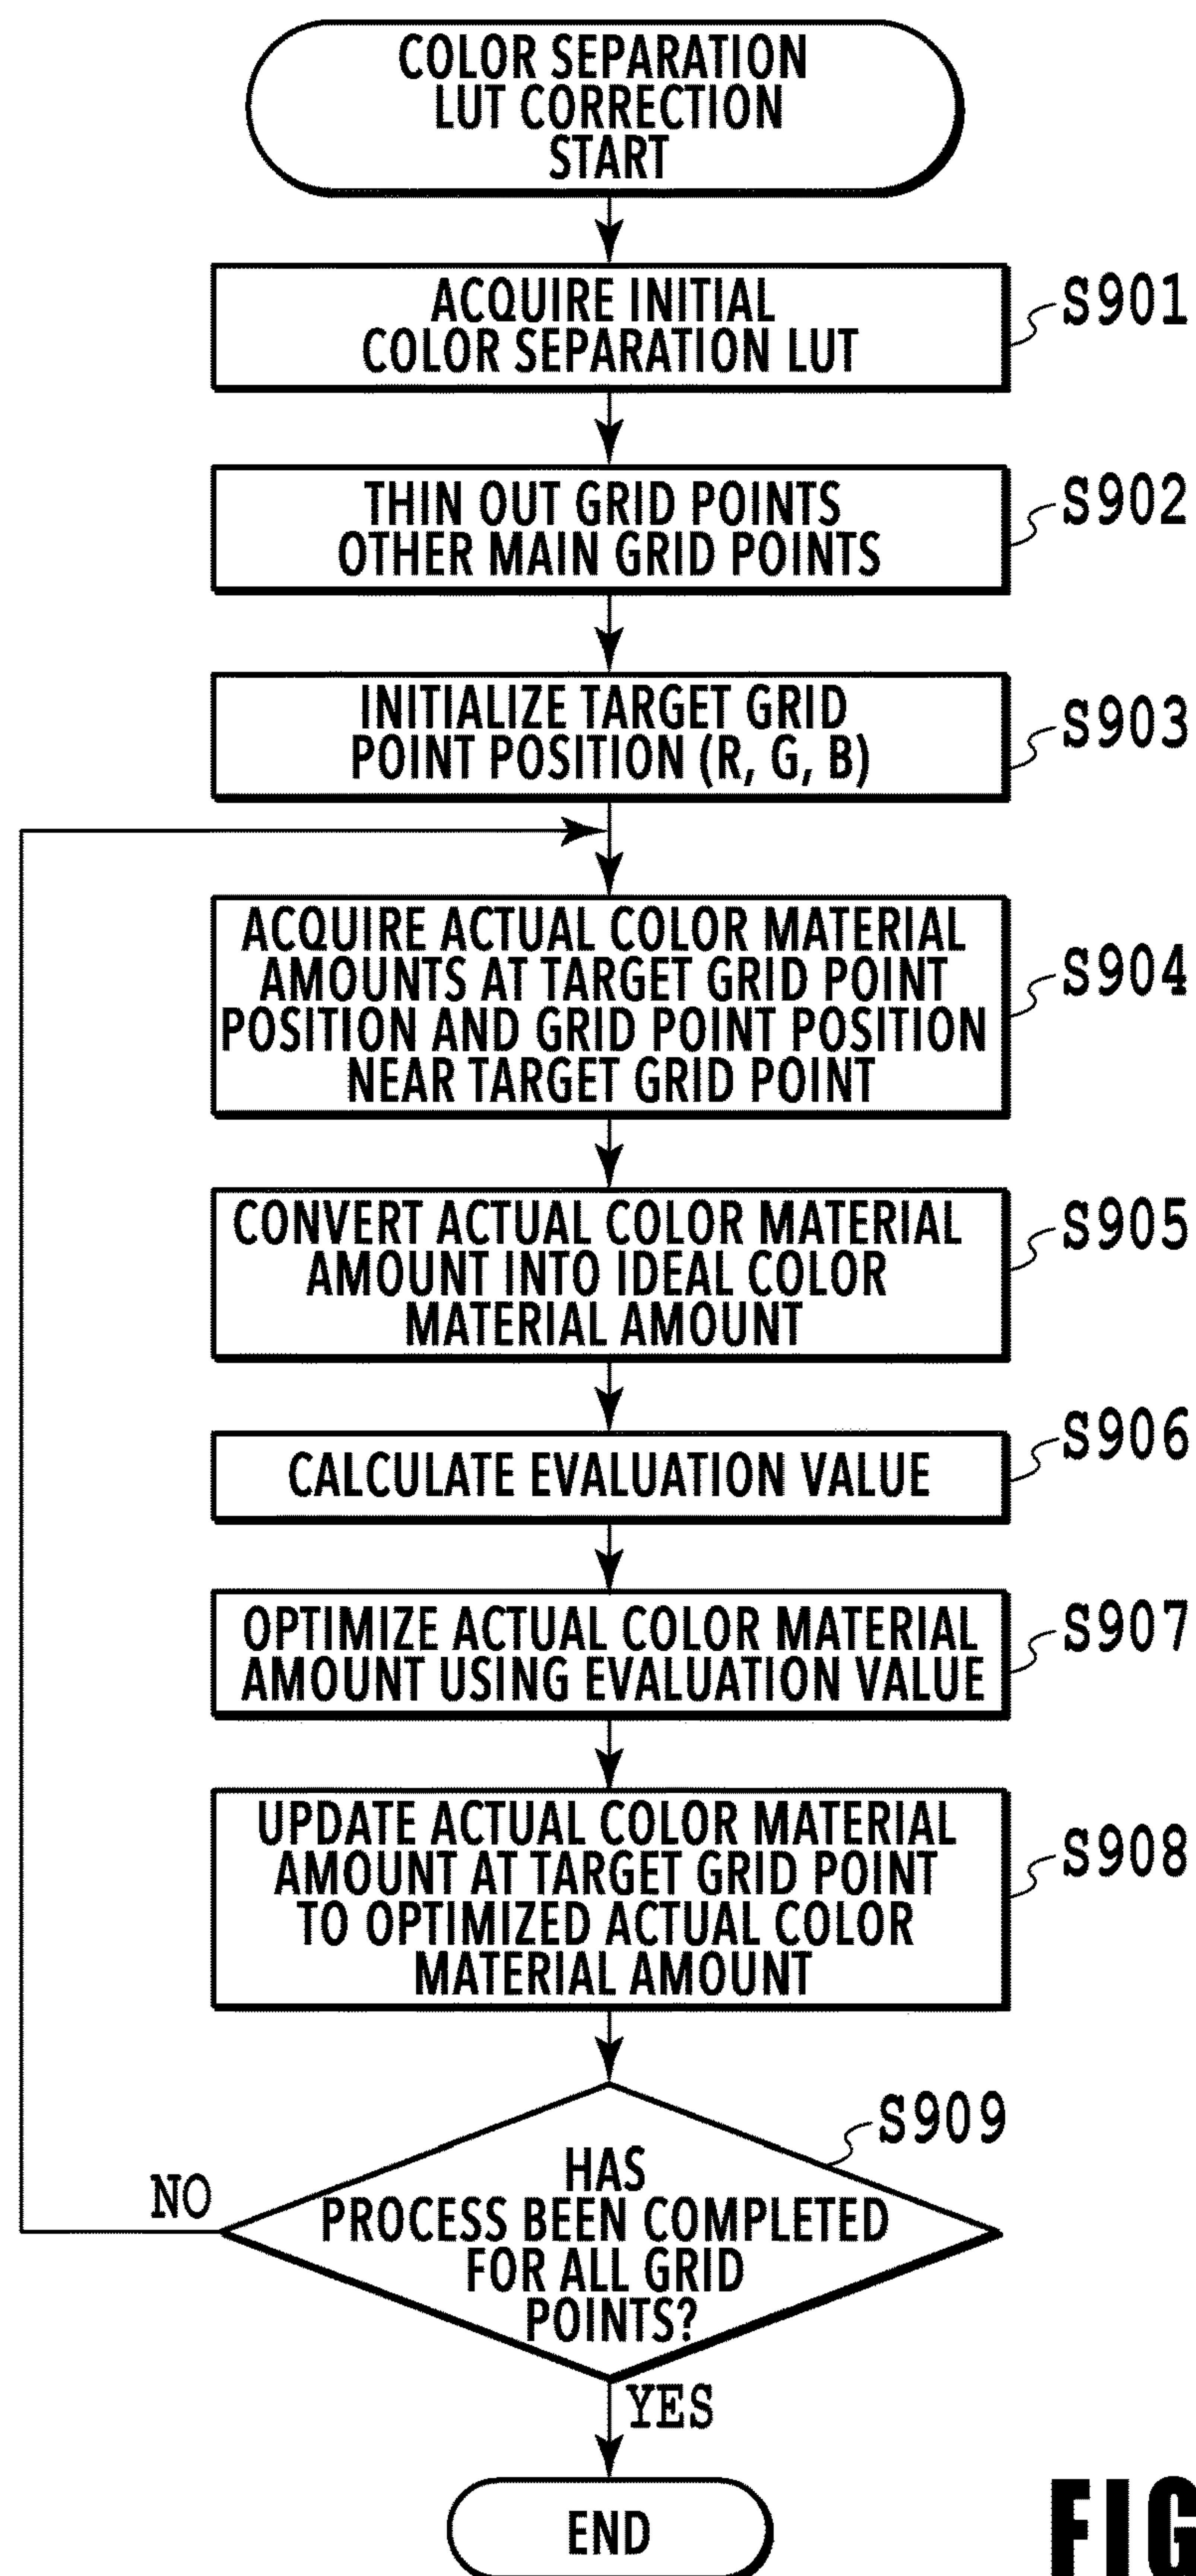 COLOR SEPARATION
LUT CORRECTION
START
ACQUIRE INITIAL
COLOR SEPARATION LUT
S901
THIN OUT GRID POINTS
OTHER MAIN GRID POINTS
S902
INITIALIZE TARGET GRID
POINT POSITION (R, G, B)
S903
ACQUIRE ACTUAL COLOR MATERIAL
AMOUNTS AT TARGET GRID POINT
POSITION AND GRID POINT POSITION
NEAR TARGET GRID POINT
S904
CONVERT ACTUAL COLOR MATERIAL
AMOUNT INTO IDEAL COLOR
MATERIAL AMOUNT
S905
CALCULATE EVALUATION VALUE
S906
OPTIMIZE ACTUAL COLOR MATERIAL
AMOUNT USING EVALUATION VALUE
S907
UPDATE ACTUAL COLOR MATERIAL
AMOUNT AT TARGET GRID POINT
TO OPTIMIZED ACTUAL COLOR
MATERIAL AMOUNT
S908
S909
HAS
PROCESS BEEN COMPLETED
FOR ALL GRID
POINTS?
NO
YES
END
FIG